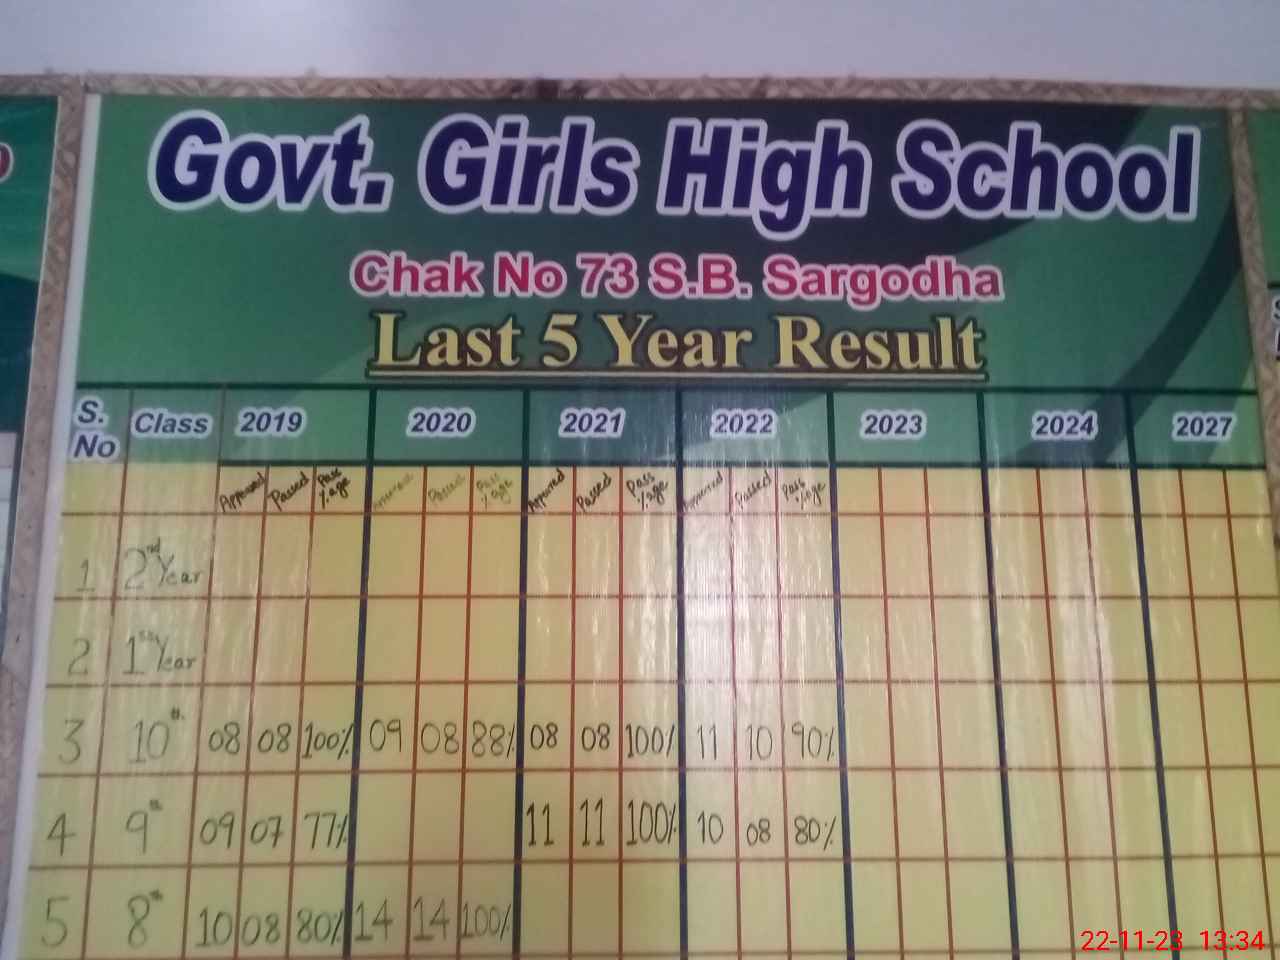 Govt. Girls High School
Chak No 73 S.B. Sargodha
Last 5 Year Result
S. No Class 2019 2020 2021 2022 2023 2024 2027
Appeared Passed Pass %age Appeared Passed Pass %age Appeared Passed Pass %age Appeared Passed Pass %age
1 2nd Year
2 1st Year
3 10th 08 08 100% 09 08 88% 08 08 100% 11 10 90%
4 9th 09 07 77% 11 11 100% 10 08 80%
5 8th 10 08 80% 14 14 100%
22-11-23 13:34